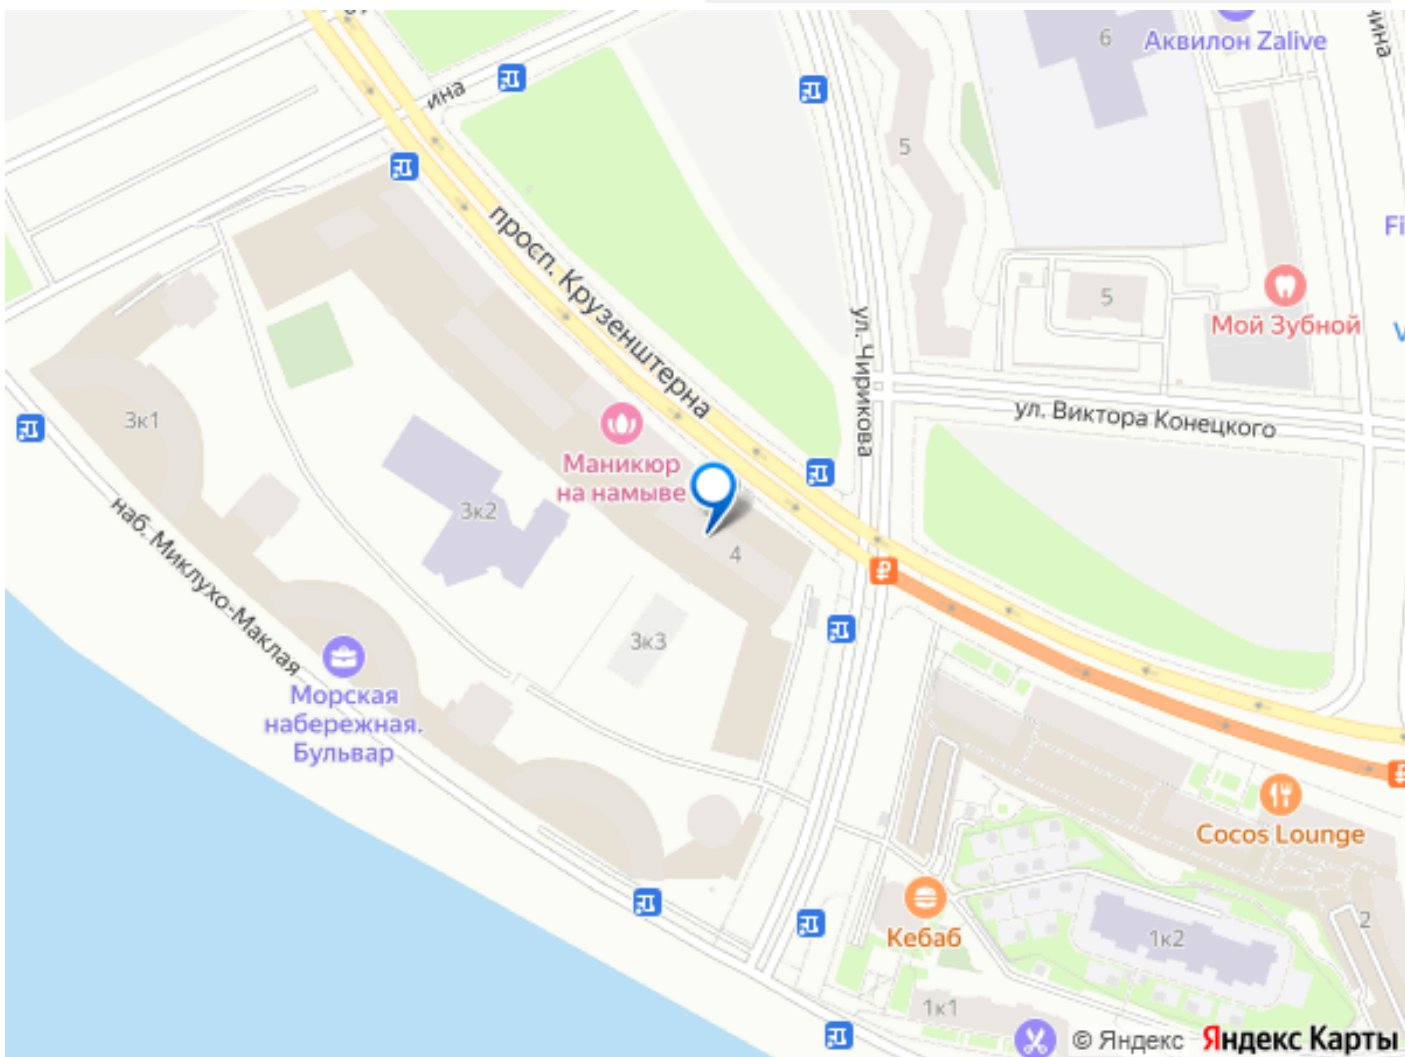 6
Аквилон Zalive
чина
ина
5
просп. Крузенштерна
Fi
5
Мой Зубной
ул. Чирикова
V
ул. Виктора Конецкого
3к1
Маникюр
на намыве
3к2
4
наб. Миклухо-Маклая
3к3
Морская
набережная.
Бульвар
Cocos Lounge
Кебаб
1к2
2
1к1
© Яндекс Яндекс Карты